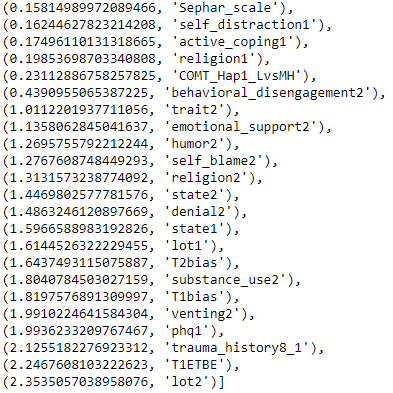 (0.15814989972089466, 'Sephar_scale'),
(0.16244627823214208, 'self_distraction1'),
(0.17496110131318665, 'active_coping1'),
(0.19853698703340808, 'religion1'),
(0.23112886758257825, 'COMT_Hap1_LvsMH'),
(0.4390955065387225, 'behavioral_disengagement2'),
(1.0112201937711056, 'trait2'),
(1.1358062845041637, 'emotional_support2'),
(1.2695755792212244, 'humor2'),
(1.2767608748449293, 'self_blame2'),
(1.3131573238774092, 'religion2'),
(1.4469802577781576, 'state2'),
(1.4863246120897669, 'denial2'),
(1.5966588983192826, 'state1'),
(1.6144526322229455, 'lot1'),
(1.6437493115075887, 'T2bias'),
(1.8040784503027159, 'substance_use2'),
(1.8197576891309997, 'T1bias'),
(1.9910224641584304, 'venting2'),
(1.9936233209767467, 'phq1'),
(2.1255182276923312, 'trauma_history8_1'),
(2.2467608103222623, 'T1ETBE'),
(2.3535057038958076, 'lot2')]